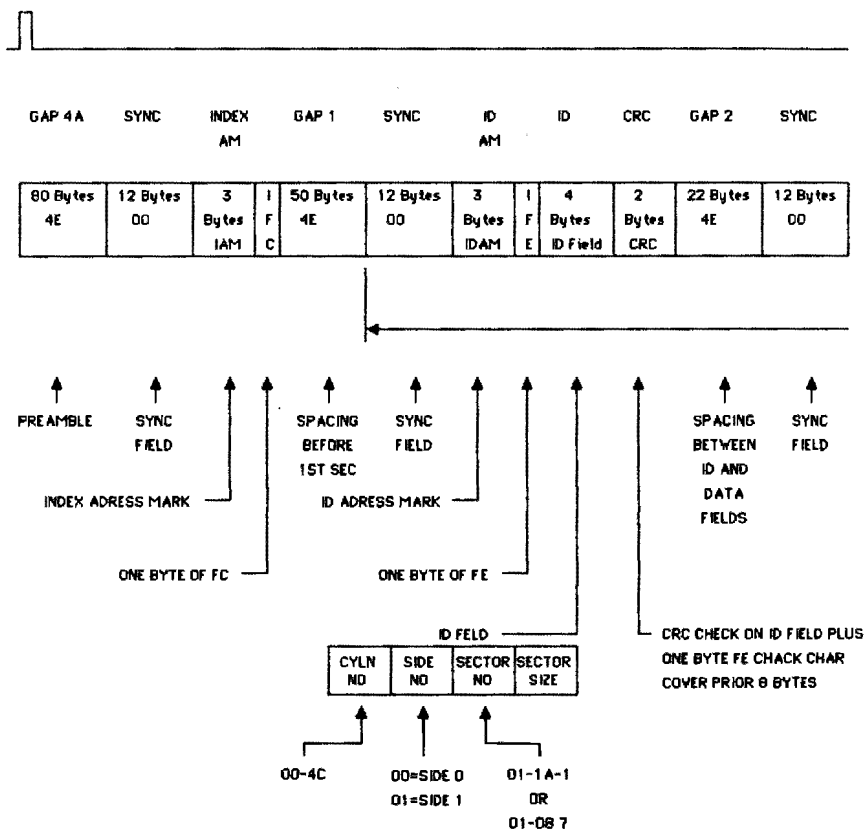 GAP 4A SYNC INDEX AM GAP 1 SYNC ID AM ID CRC GAP 2 SYNC
80 Bytes 4E
12 Bytes 00
3 Bytes IAM
1 F C
50 Bytes 4E
12 Bytes 00
3 Bytes IDAM
1 F E
4 Bytes ID Field
2 Bytes CRC
22 Bytes 4E
12 Bytes 00
PREAMBLE
SYNC FIELD
SPACING BEFORE 1ST SEC
SYNC FIELD
SPACING BETWEEN ID AND DATA FIELDS
SYNC FIELD
INDEX ADRESS MARK
ID ADRESS MARK
ONE BYTE OF FC
ONE BYTE OF FE
ID FELD
CRC CHECK ON ID FIELD PLUS
ONE BYTE FE CHACK CHAR
COVER PRIOR 8 BYTES
CYLN NO
SIDE NO
SECTOR NO
SECTOR SIZE
00-4C
00=SIDE 0
01=SIDE 1
01-1A-1
OR
01-08 7